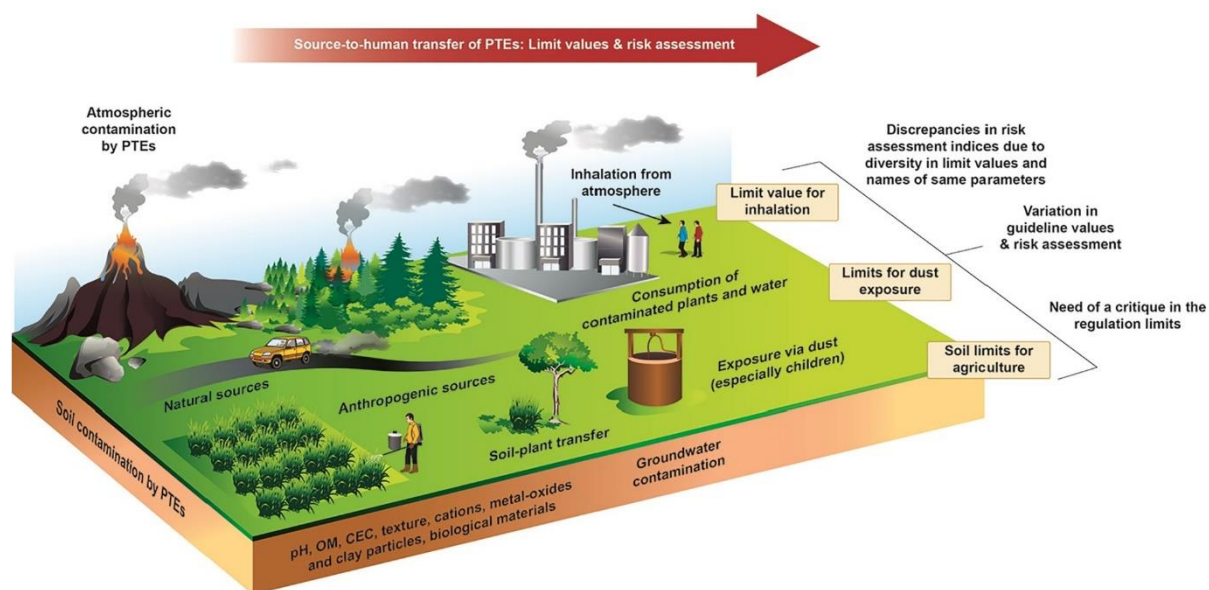 Source-to-human transfer of PTEs: Limit values & risk assessment
Atmospheric
contamination
by PTEs
Inhalation from
atmosphere
Discrepancies in risk
assessment indices due to
diversity in limit values and
names of same parameters
Limit value for
inhalation
Variation in
guideline values
& risk assessment
Limits for dust
exposure
Consumption of
contaminated plants and water
Need of a critique in the
regulation limits
Soil limits for
agriculture
Exposure via dust
(especially children)
Natural sources
Anthropogenic sources
Soil-plant transfer
Groundwater
contamination
Soil contamination by PTEs
pH, OM, CEC, texture, cations, metal-oxides
and clay particles, biological materials